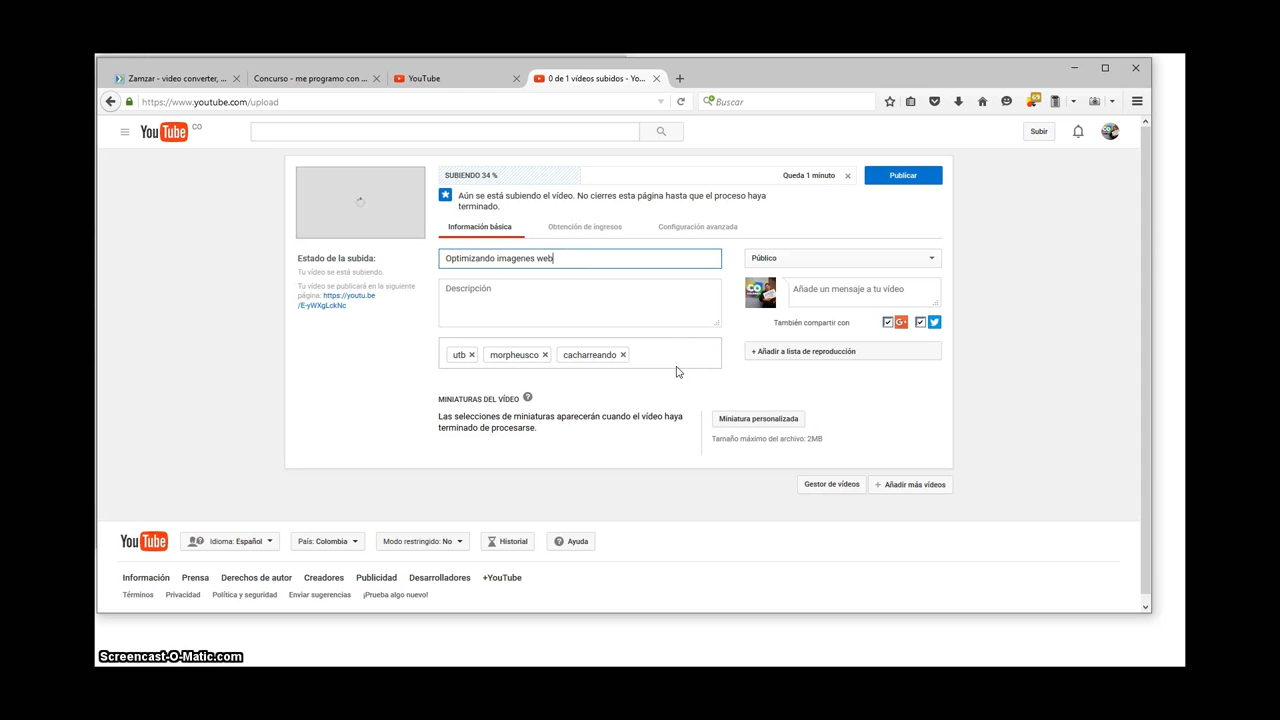 Zamzar - video converter, ...
Concurso - me programo con ...
YouTube
0 de 1 vídeos subidos - Yo...
https://www.youtube.com/upload
Buscar
69
YouTube CO
Subir
SUBIENDO 34 %
Queda 1 minuto
Publicar
Aún se está subiendo el vídeo. No cierres esta página hasta que el proceso haya
terminado.
Información básica
Obtención de ingresos
Configuración avanzada
Estado de la subida:
Tu vídeo se está subiendo.
Tu vídeo se publicará en la siguiente
página: https://youtu.be
/E-yWXgLckNc
Optimizando imagenes web
Público
Descripción
Añade un mensaje a tu vídeo
También compartir con
utb
morpheusco
cacharreando
+ Añadir a lista de reproducción
MINIATURAS DEL VÍDEO
Las selecciones de miniaturas aparecerán cuando el vídeo haya
terminado de procesarse.
Miniatura personalizada
Tamaño máximo del archivo: 2MB
Gestor de vídeos
+ Añadir más vídeos
YouTube
Idioma: Español
País: Colombia
Modo restringido: No
Historial
Ayuda
Información
Prensa
Derechos de autor
Creadores
Publicidad
Desarrolladores
+YouTube
Términos
Privacidad
Política y seguridad
Enviar sugerencias
¡Prueba algo nuevo!
Screencast-O-Matic.com